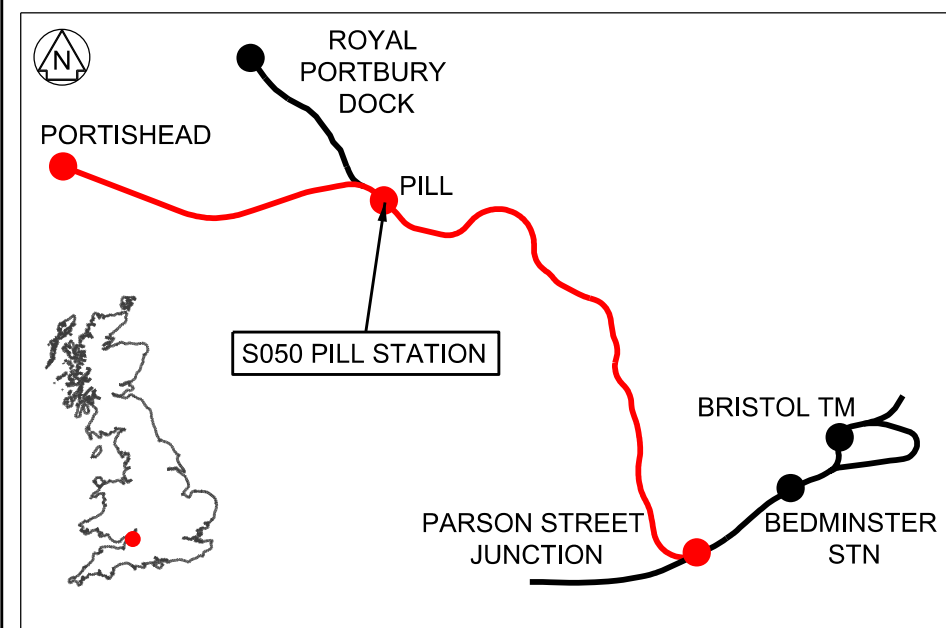 N
ROYAL
PORTBURY
DOCK
PORTISHEAD
PILL
S050 PILL STATION
BRISTOL TM
PARSON STREET
JUNCTION
BEDMINSTER
STN